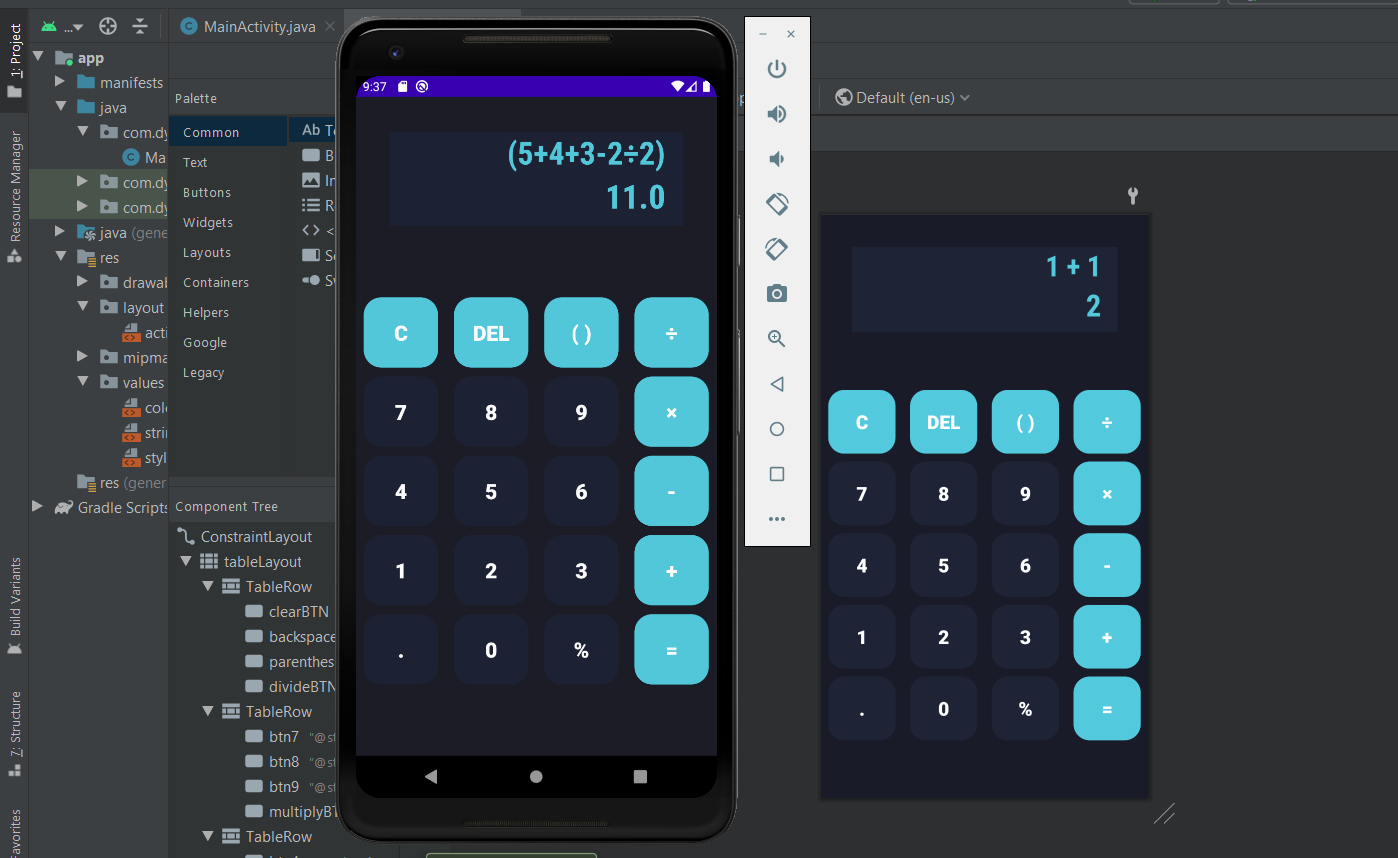 MainActivity.java
1: Project
Resource Manager
Build Variants
7: Structure
Favorites
app
manifests
java
com.dy
Ma
com.dy
com.dy
java (gene
res
drawab
layout
acti
mipma
values
colo
strin
styl
res (gener
Gradle Scripts
Palette
Common
Text
Buttons
Widgets
Layouts
Containers
Helpers
Google
Legacy
Ab Te
B
In
R
< 
Sc
Sv
Component Tree
ConstraintLayout
tableLayout
TableRow
clearBTN
backspace
parenthes
divideBTN
TableRow
btn7 "@st
btn8 "@st
btn9 "@st
multiplyBT
TableRow
9:37
(5+4+3-2÷2)
11.0
C DEL ( ) ÷
7 8 9 ×
4 5 6 -
1 2 3 +
. 0 % =
Default (en-us)
1 + 1
2
C DEL ( ) ÷
7 8 9 ×
4 5 6 -
1 2 3 +
. 0 % =